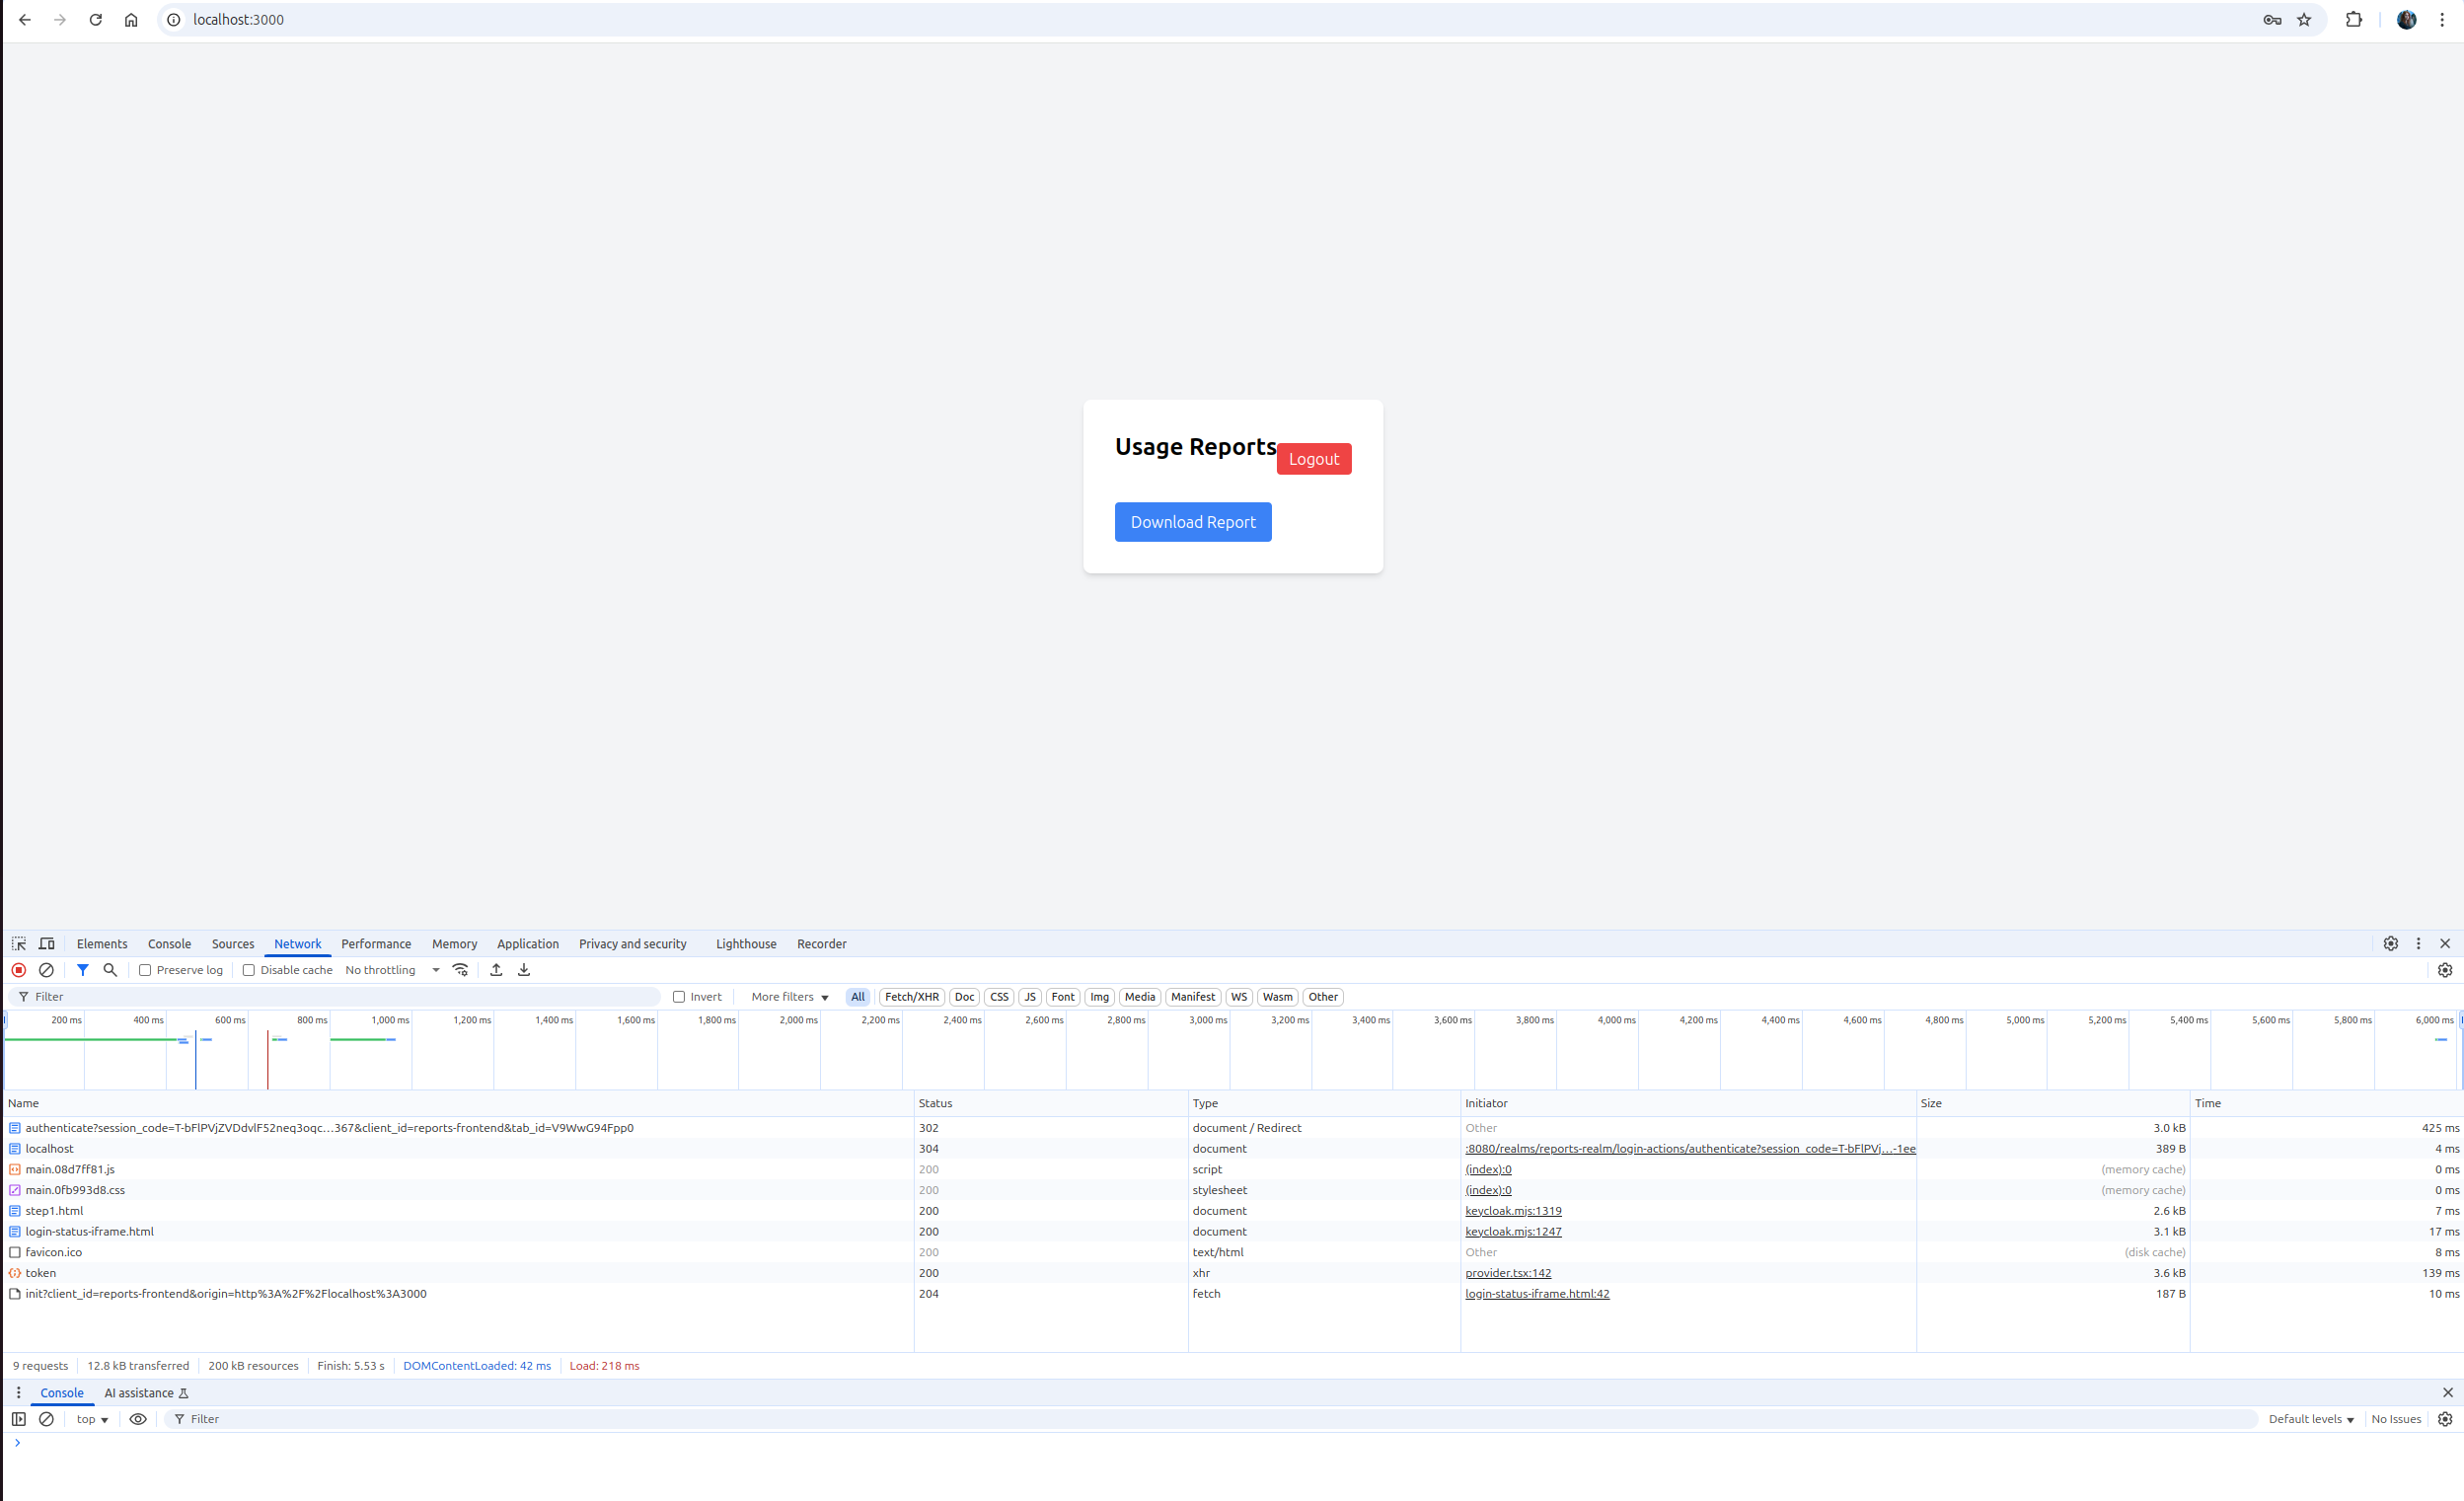 localhost:3000
Usage Reports
Logout
Download Report
Elements Console Sources Network Performance Memory Application Privacy and security Lighthouse Recorder
Preserve log Disable cache No throttling
Filter Invert More filters All Fetch/XHR Doc CSS JS Font Img Media Manifest WS Wasm Other
200 ms 400 ms 600 ms 800 ms 1,000 ms 1,200 ms 1,400 ms 1,600 ms 1,800 ms 2,000 ms 2,200 ms 2,400 ms 2,600 ms 2,800 ms 3,000 ms 3,200 ms 3,400 ms 3,600 ms 3,800 ms 4,000 ms 4,200 ms 4,400 ms 4,600 ms 4,800 ms 5,000 ms 5,200 ms 5,400 ms 5,600 ms 5,800 ms 6,000 ms
Name Status Type Initiator Size Time
authenticate?session_code=T-bFlPVjZVDdvlF52neq3oqc…367&client_id=reports-frontend&tab_id=V9WwG94Fpp0 302 document / Redirect Other 3.0 kB 425 ms
localhost 304 document :8080/realms/reports-realm/login-actions/authenticate?session_code=T-bFlPVj…-1ee 389 B 4 ms
main.08d7ff81.js 200 script (index):0 (memory cache) 0 ms
main.0fb993d8.css 200 stylesheet (index):0 (memory cache) 0 ms
step1.html 200 document keycloak.mjs:1319 2.6 kB 7 ms
login-status-iframe.html 200 document keycloak.mjs:1247 3.1 kB 17 ms
favicon.ico 200 text/html Other (disk cache) 8 ms
token 200 xhr provider.tsx:142 3.6 kB 139 ms
init?client_id=reports-frontend&origin=http%3A%2F%2Flocalhost%3A3000 204 fetch login-status-iframe.html:42 187 B 10 ms
9 requests 12.8 kB transferred 200 kB resources Finish: 5.53 s DOMContentLoaded: 42 ms Load: 218 ms
Console AI assistance
top Filter Default levels No Issues